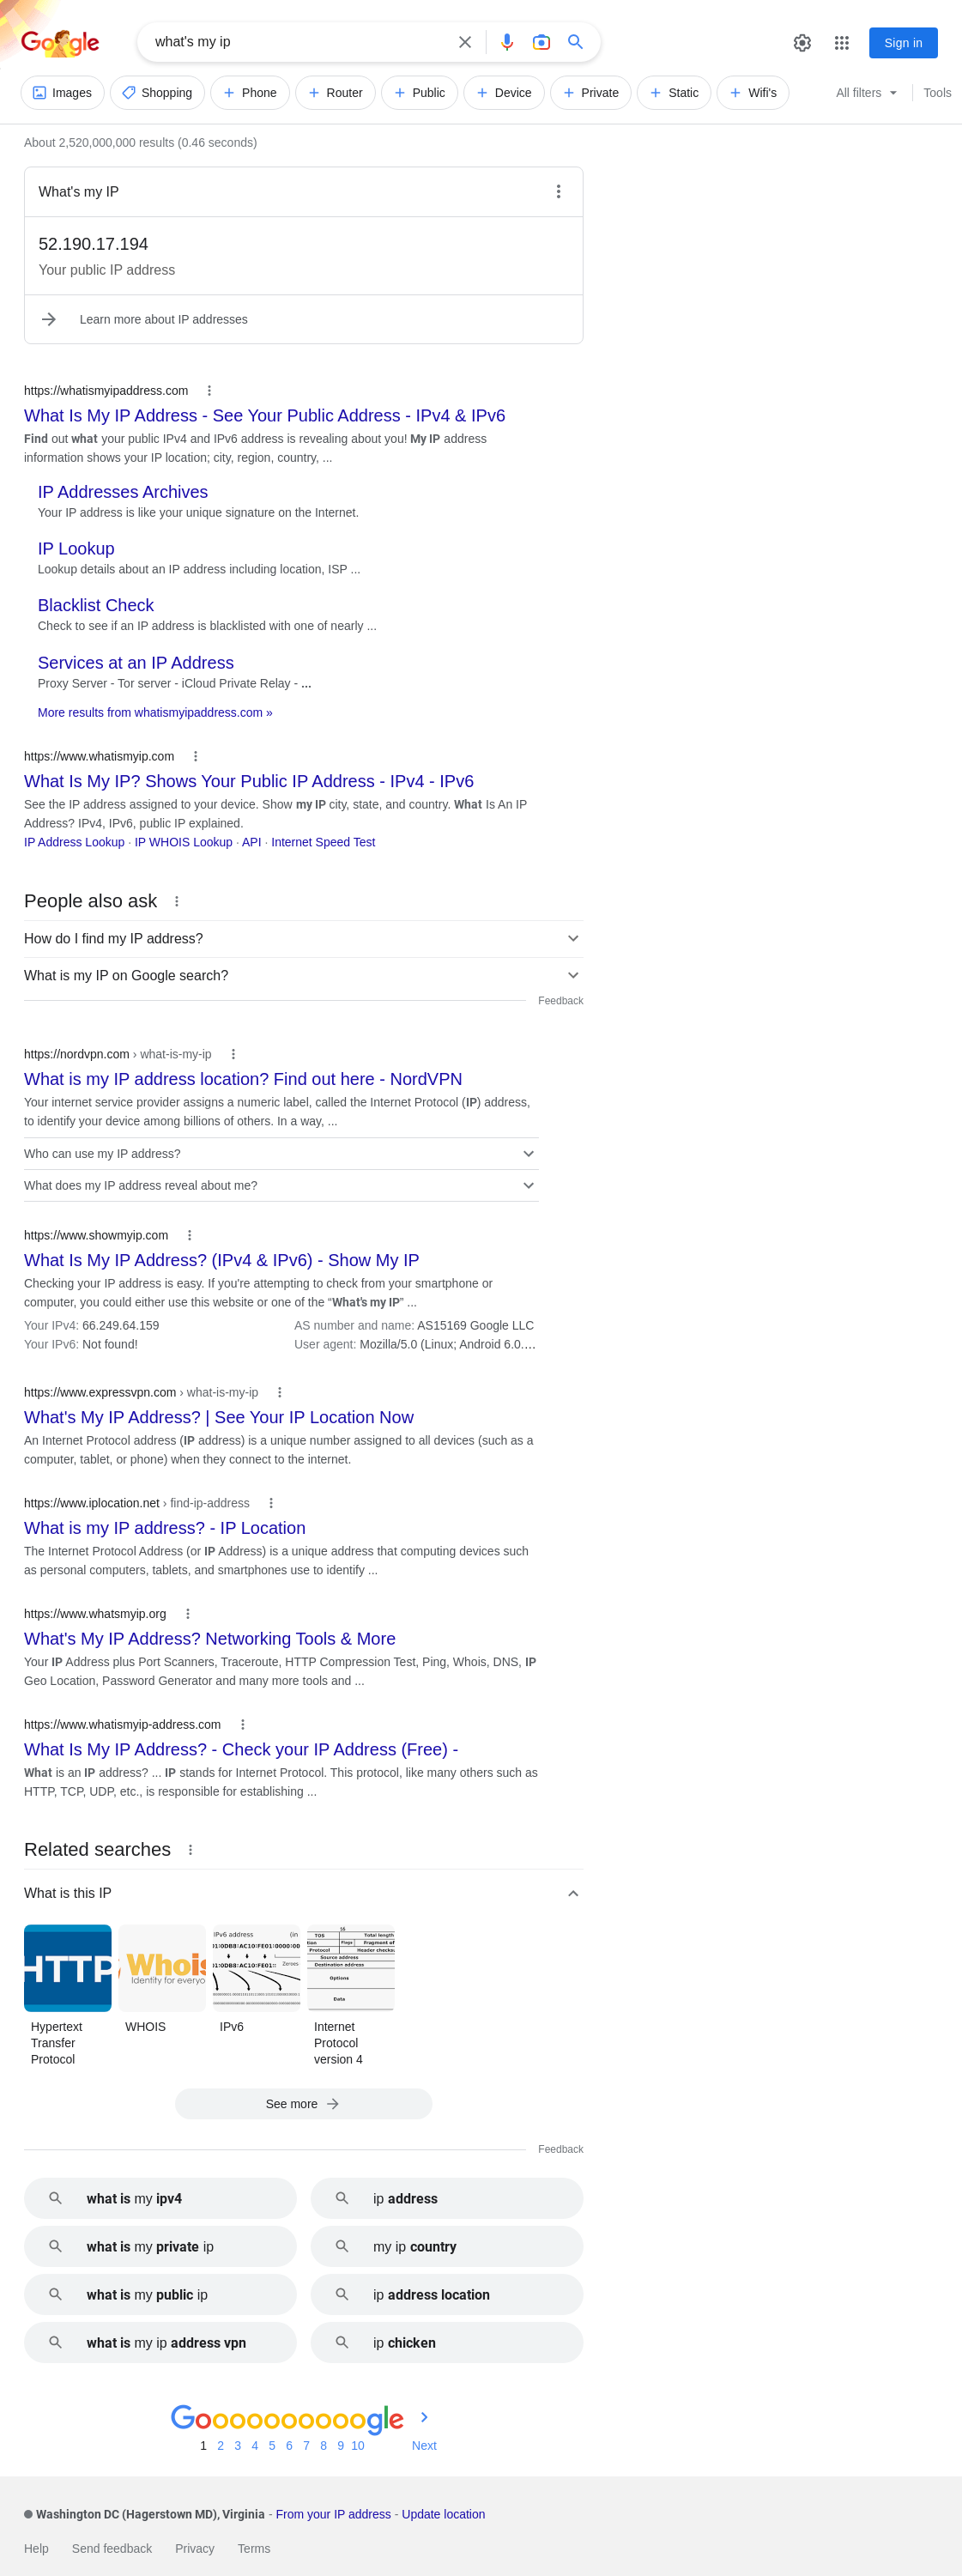 Google
what's my ip
Sign in
Images
Shopping
Phone
Router
Public
Device
Private
Static
Wifi's
All filters
Tools
About 2,520,000,000 results (0.46 seconds)
What's my IP
52.190.17.194
Your public IP address
Learn more about IP addresses
https://whatismyipaddress.com
What Is My IP Address - See Your Public Address - IPv4 & IPv6
Find out what your public IPv4 and IPv6 address is revealing about you! My IP address
information shows your IP location; city, region, country, ...
IP Addresses Archives
Your IP address is like your unique signature on the Internet.
IP Lookup
Lookup details about an IP address including location, ISP ...
Blacklist Check
Check to see if an IP address is blacklisted with one of nearly ...
Services at an IP Address
Proxy Server - Tor server - iCloud Private Relay - ...
More results from whatismyipaddress.com »
https://www.whatismyip.com
What Is My IP? Shows Your Public IP Address - IPv4 - IPv6
See the IP address assigned to your device. Show my IP city, state, and country. What Is An IP
Address? IPv4, IPv6, public IP explained.
IP Address Lookup · IP WHOIS Lookup · API · Internet Speed Test
People also ask
How do I find my IP address?
What is my IP on Google search?
Feedback
https://nordvpn.com › what-is-my-ip
What is my IP address location? Find out here - NordVPN
Your internet service provider assigns a numeric label, called the Internet Protocol (IP) address,
to identify your device among billions of others. In a way, ...
Who can use my IP address?
What does my IP address reveal about me?
https://www.showmyip.com
What Is My IP Address? (IPv4 & IPv6) - Show My IP
Checking your IP address is easy. If you're attempting to check from your smartphone or
computer, you could either use this website or one of the “What's my IP” ...
Your IPv4: 66.249.64.159 AS number and name: AS15169 Google LLC
Your IPv6: Not found! User agent: Mozilla/5.0 (Linux; Android 6.0....
https://www.expressvpn.com › what-is-my-ip
What's My IP Address? | See Your IP Location Now
An Internet Protocol address (IP address) is a unique number assigned to all devices (such as a
computer, tablet, or phone) when they connect to the internet.
https://www.iplocation.net › find-ip-address
What is my IP address? - IP Location
The Internet Protocol Address (or IP Address) is a unique address that computing devices such
as personal computers, tablets, and smartphones use to identify ...
https://www.whatsmyip.org
What's My IP Address? Networking Tools & More
Your IP Address plus Port Scanners, Traceroute, HTTP Compression Test, Ping, Whois, DNS, IP
Geo Location, Password Generator and many more tools and ...
https://www.whatismyip-address.com
What Is My IP Address? - Check your IP Address (Free) -
What is an IP address? ... IP stands for Internet Protocol. This protocol, like many others such as
HTTP, TCP, UDP, etc., is responsible for establishing ...
Related searches
What is this IP
HTTP
Whois
Identity for everyo
IPv6 address (in
Zeroes
TOS Total length
Flags Fragment of
Protocol Header checks
Source address
Destination address
Options
Data
Hypertext
Transfer
Protocol
WHOIS
IPv6
Internet
Protocol
version 4
See more
Feedback
what is my ipv4
ip address
what is my private ip
my ip country
what is my public ip
ip address location
what is my ip address vpn
ip chicken
Goooooooooogle
1 2 3 4 5 6 7 8 9 10 Next
Washington DC (Hagerstown MD), Virginia - From your IP address - Update location
Help Send feedback Privacy Terms